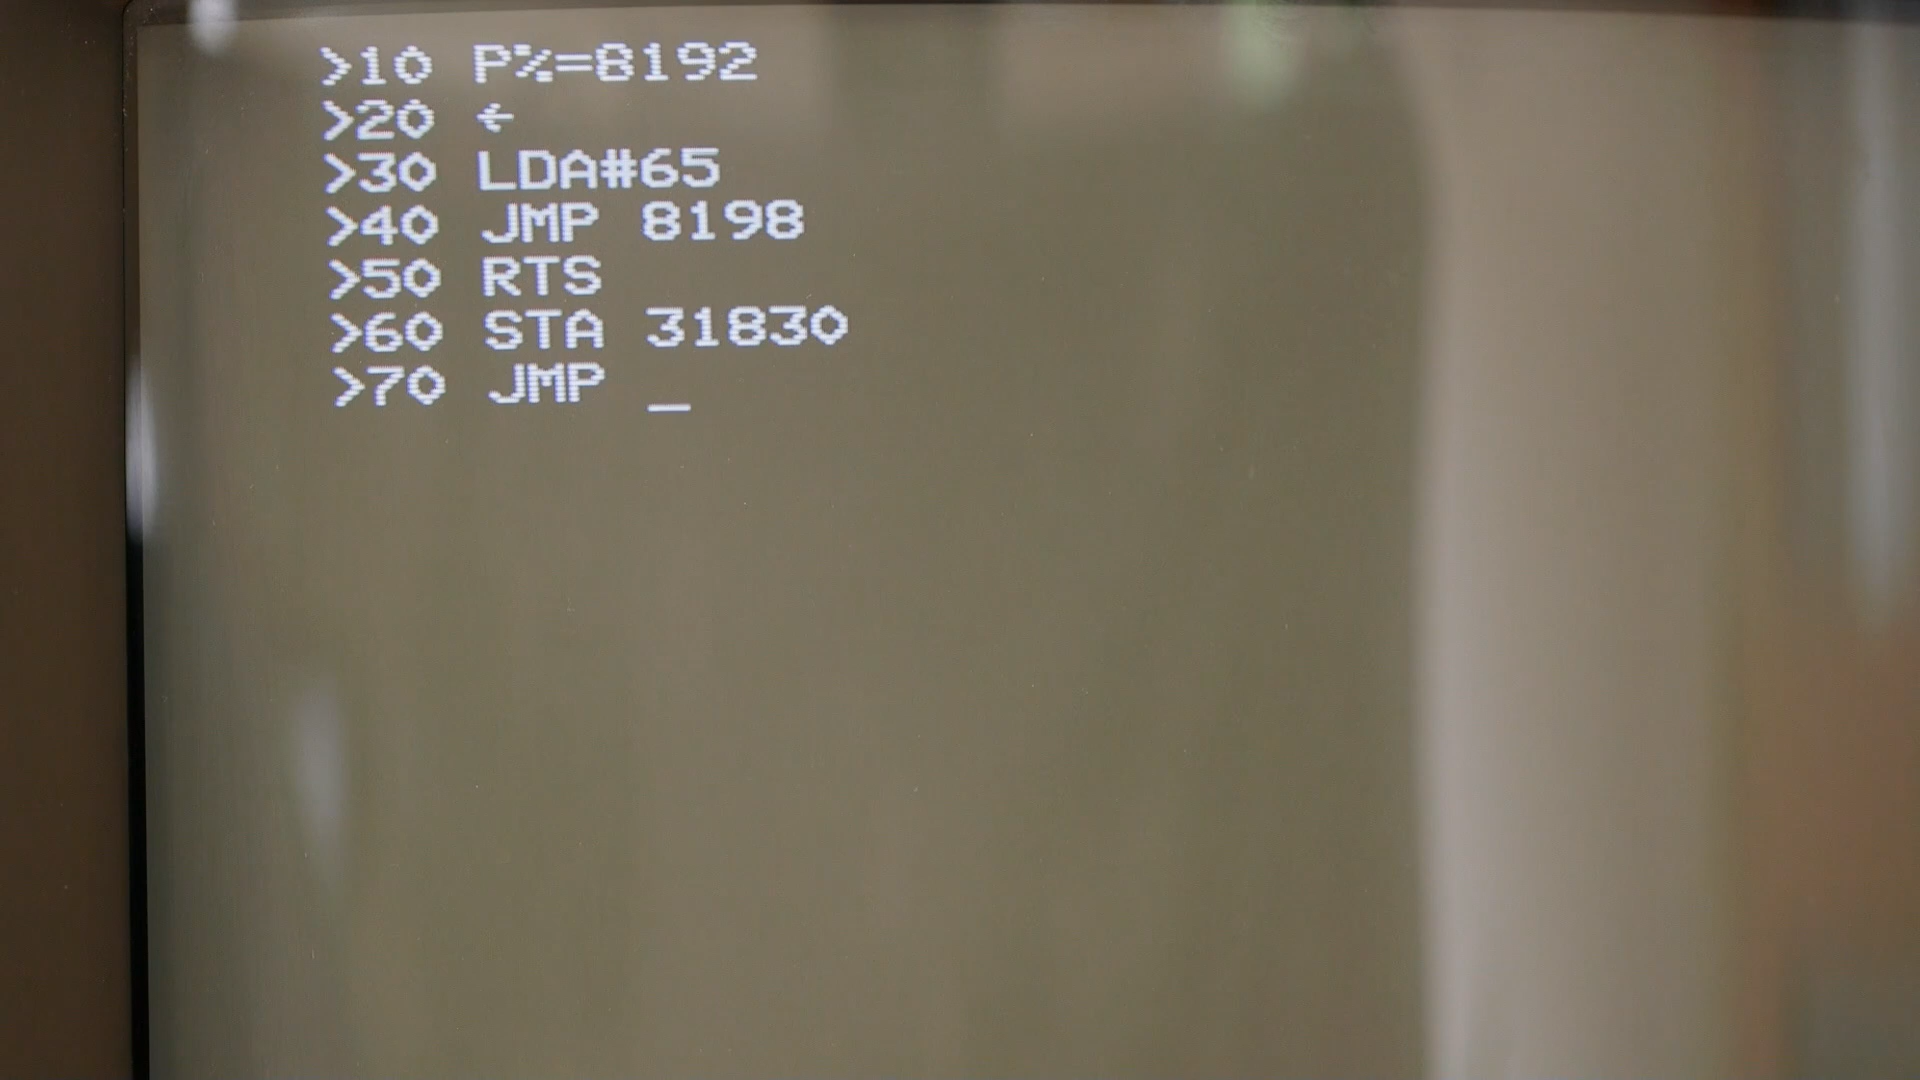 >10 P%=8192
>20 ←
>30 LDA#65
>40 JMP 8198
>50 RTS
>60 STA 31830
>70 JMP _